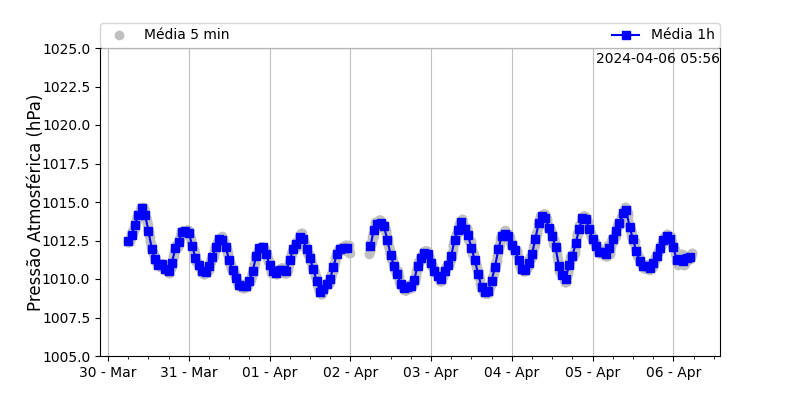 Média 5 min
Média 1h
2024-04-06 05:56
Pressão Atmosférica (hPa)
1025.0
1022.5
1020.0
1017.5
1015.0
1012.5
1010.0
1007.5
1005.0
30 - Mar
31 - Mar
01 - Apr
02 - Apr
03 - Apr
04 - Apr
05 - Apr
06 - Apr